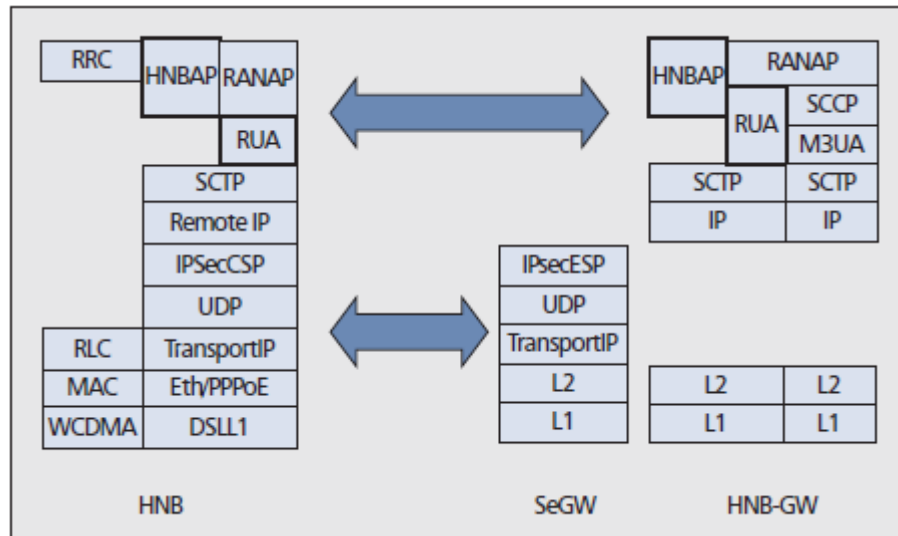 RRC
HNBAP
RANAP
RUA
SCTP
Remote IP
IPSecCSP
UDP
RLC
TransportIP
MAC
Eth/PPPoE
WCDMA
DSLL1
HNB
IPsecESP
UDP
TransportIP
L2
L1
SeGW
HNBAP
RANAP
RUA
SCCP
M3UA
SCTP
SCTP
IP
IP
L2
L2
L1
L1
HNB-GW